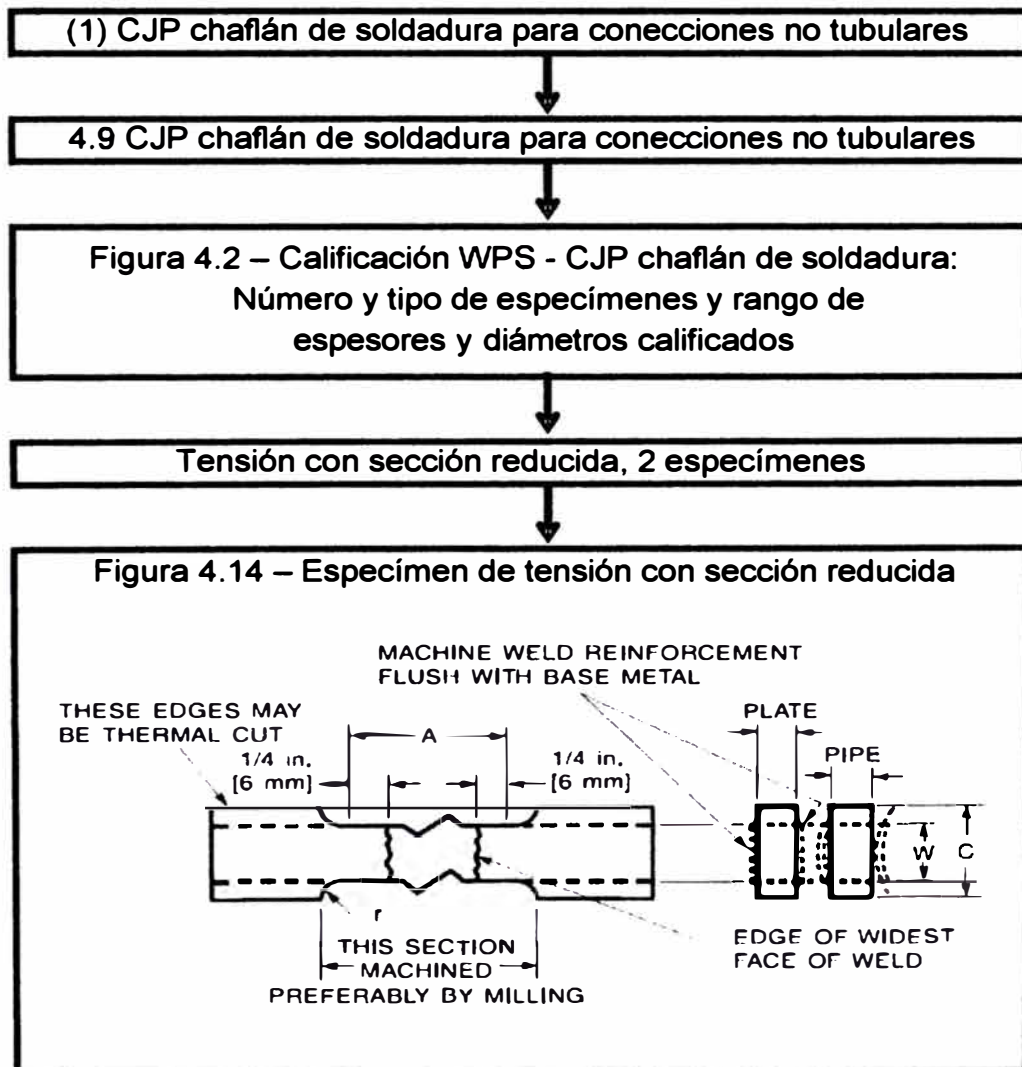 (1) CJP chaflán de soldadura para conecciones no tubulares
4.9 CJP chaflán de soldadura para conecciones no tubulares
Figura 4.2 – Calificación WPS - CJP chaflán de soldadura:
Número y tipo de especímenes y rango de
espesores y diámetros calificados
Tensión con sección reducida, 2 especímenes
Figura 4.14 – Especímen de tensión con sección reducida
MACHINE WELD REINFORCEMENT
FLUSH WITH BASE METAL
THESE EDGES MAY
BE THERMAL CUT
PLATE
A
1/4 in.
[6 mm]
1/4 in.
[6 mm]
PIPE
W
C
r
THIS SECTION
MACHINED
PREFERABLY BY MILLING
EDGE OF WIDEST
FACE OF WELD